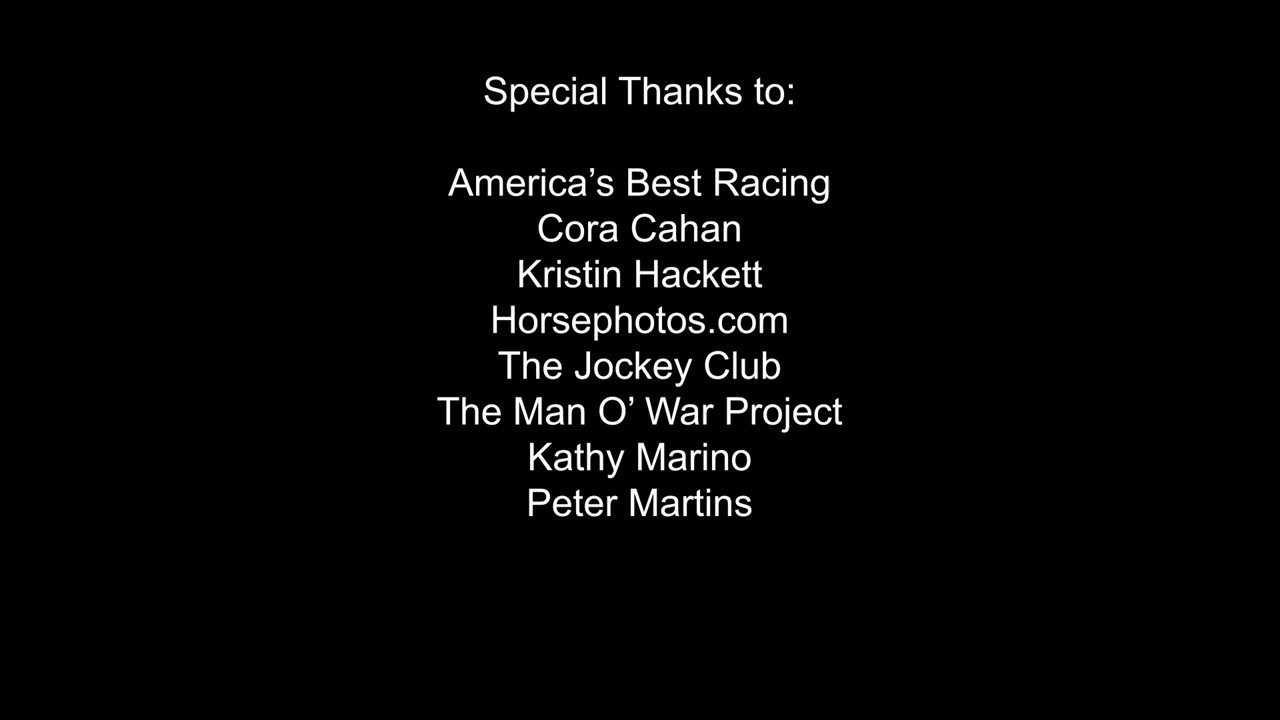 Special Thanks to:
America’s Best Racing
Cora Cahan
Kristin Hackett
Horsephotos.com
The Jockey Club
The Man O’ War Project
Kathy Marino
Peter Martins